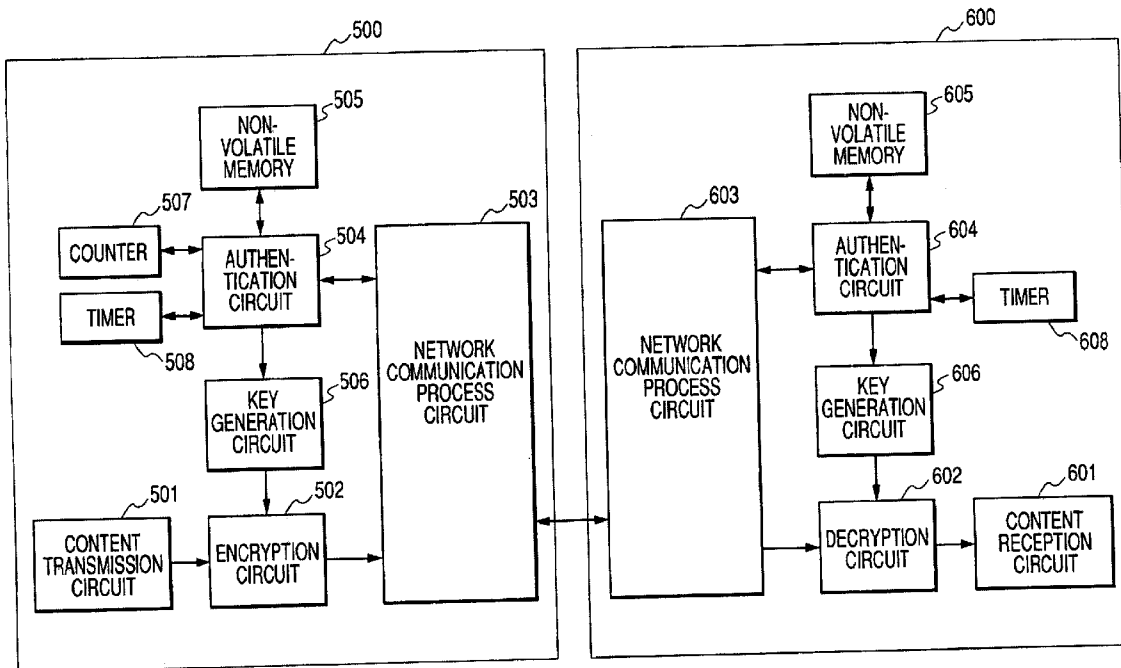 500
505
NON-
VOLATILE
MEMORY
507
COUNTER
504
AUTHEN-
TICATION
CIRCUIT
503
TIMER
508
NETWORK
COMMUNICATION
PROCESS
CIRCUIT
506
KEY
GENERATION
CIRCUIT
501
CONTENT
TRANSMISSION
CIRCUIT
502
ENCRYPTION
CIRCUIT
600
605
NON-
VOLATILE
MEMORY
603
NETWORK
COMMUNICATION
PROCESS
CIRCUIT
604
AUTHEN-
TICATION
CIRCUIT
TIMER
608
606
KEY
GENERATION
CIRCUIT
602
DECRYPTION
CIRCUIT
601
CONTENT
RECEPTION
CIRCUIT